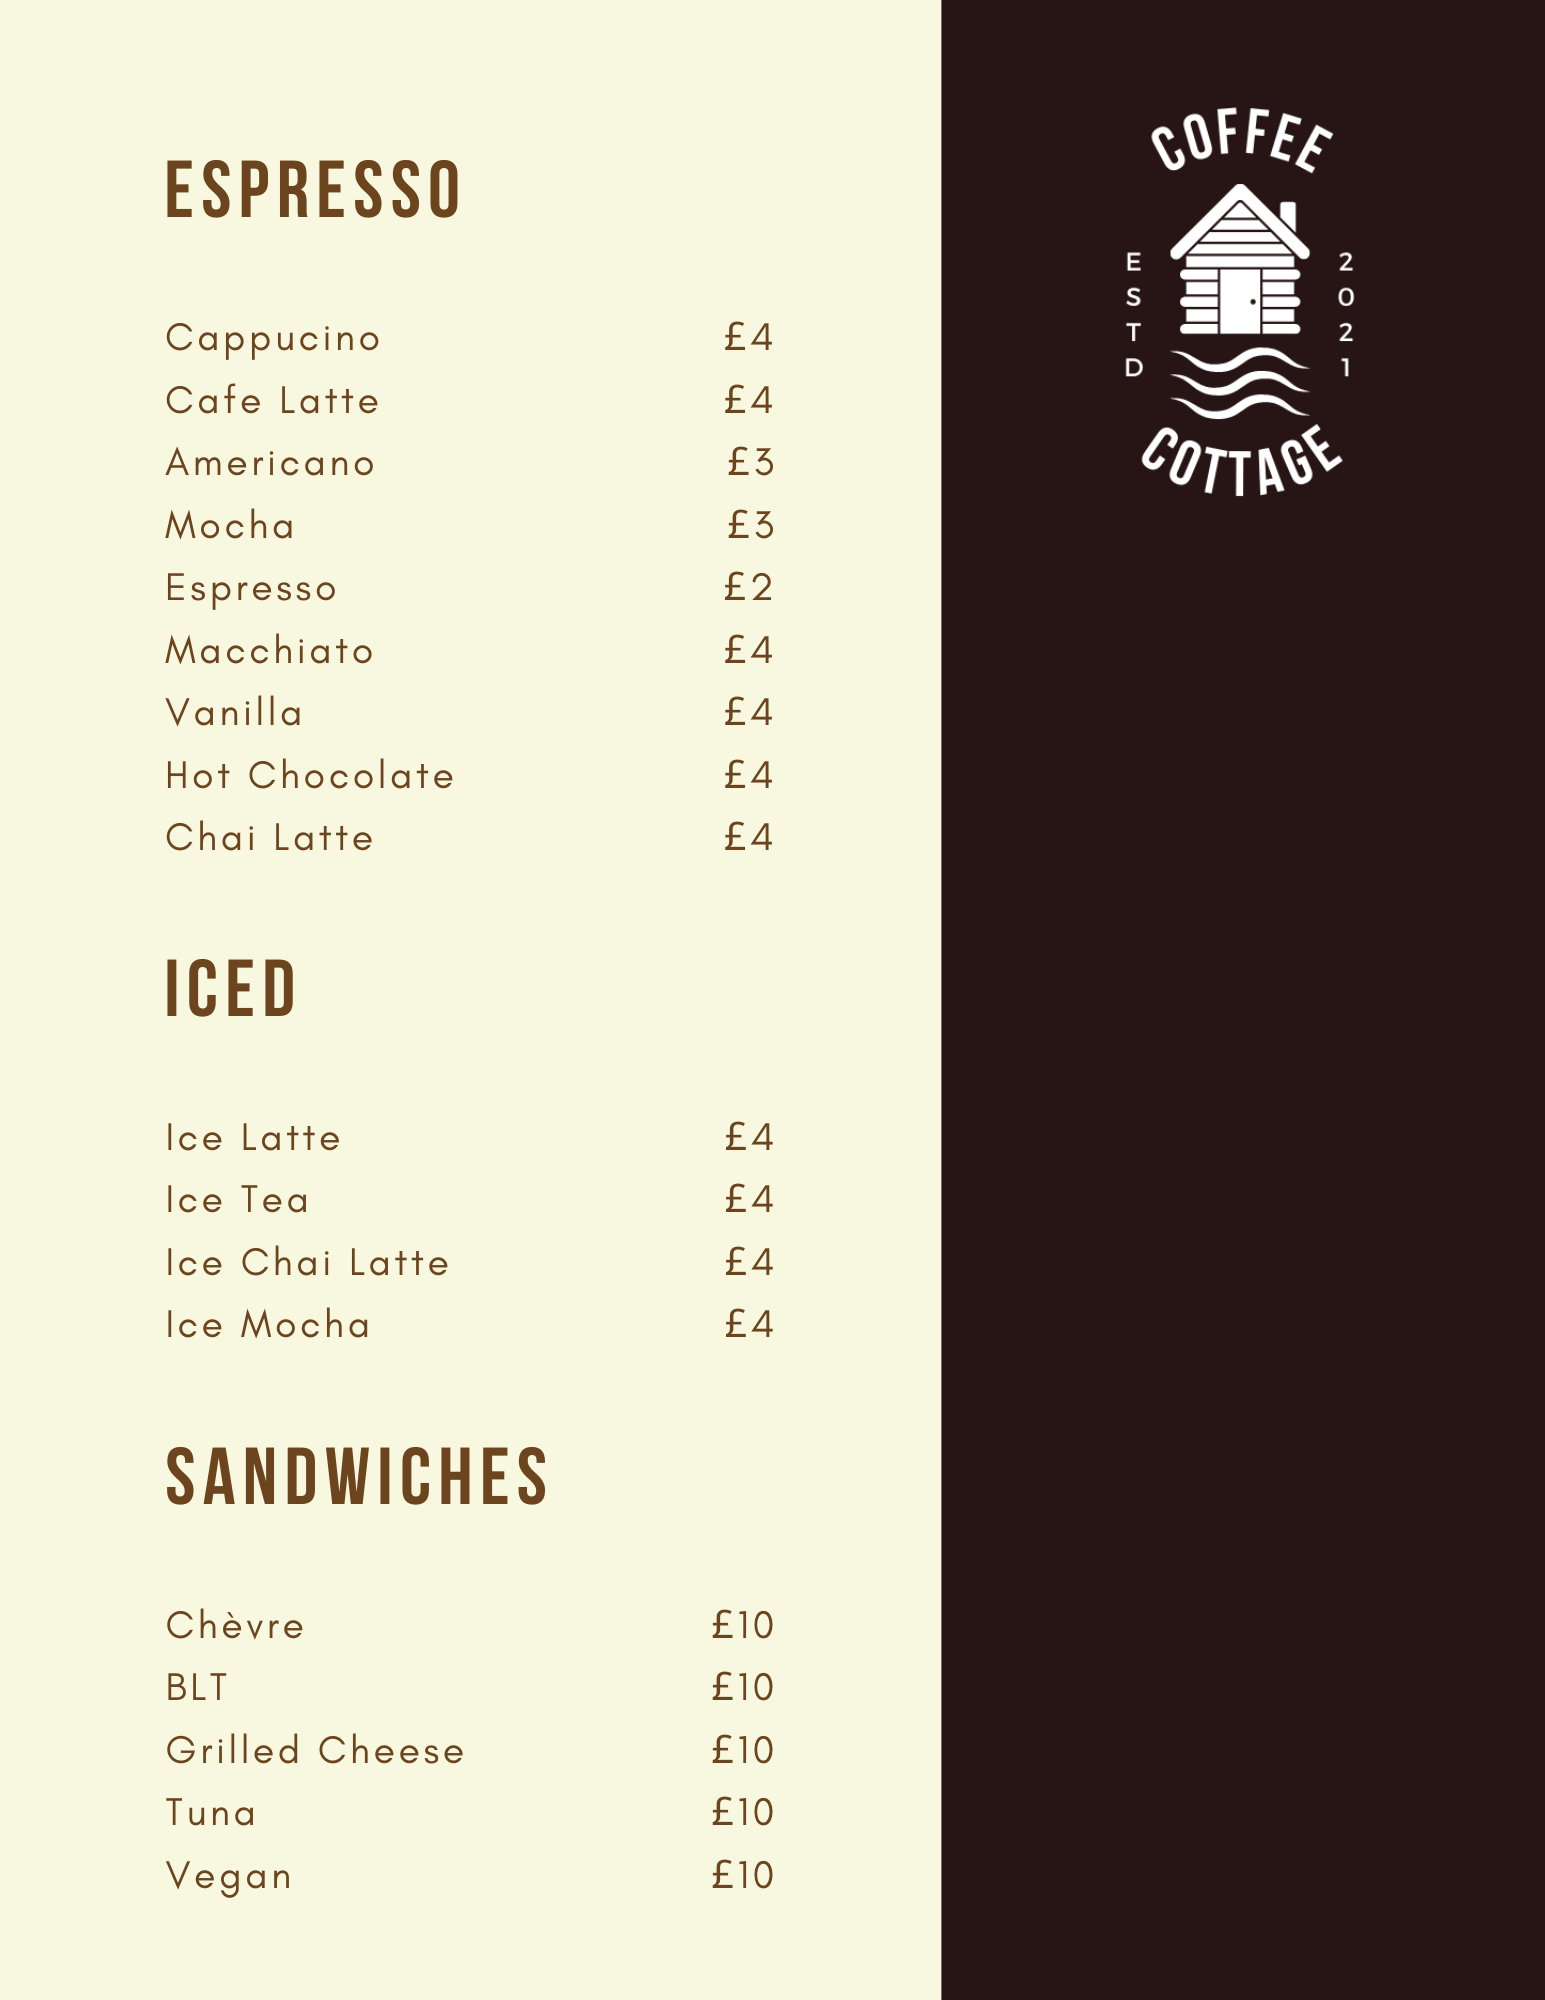 ESPRESSO
Cappucino £4
Cafe Latte £4
Americano £3
Mocha £3
Espresso £2
Macchiato £4
Vanilla £4
Hot Chocolate £4
Chai Latte £4
ICED
Ice Latte £4
Ice Tea £4
Ice Chai Latte £4
Ice Mocha £4
SANDWICHES
Chèvre £10
BLT £10
Grilled Cheese £10
Tuna £10
Vegan £10
COFFEE
ESTD
2021
COTTAGE